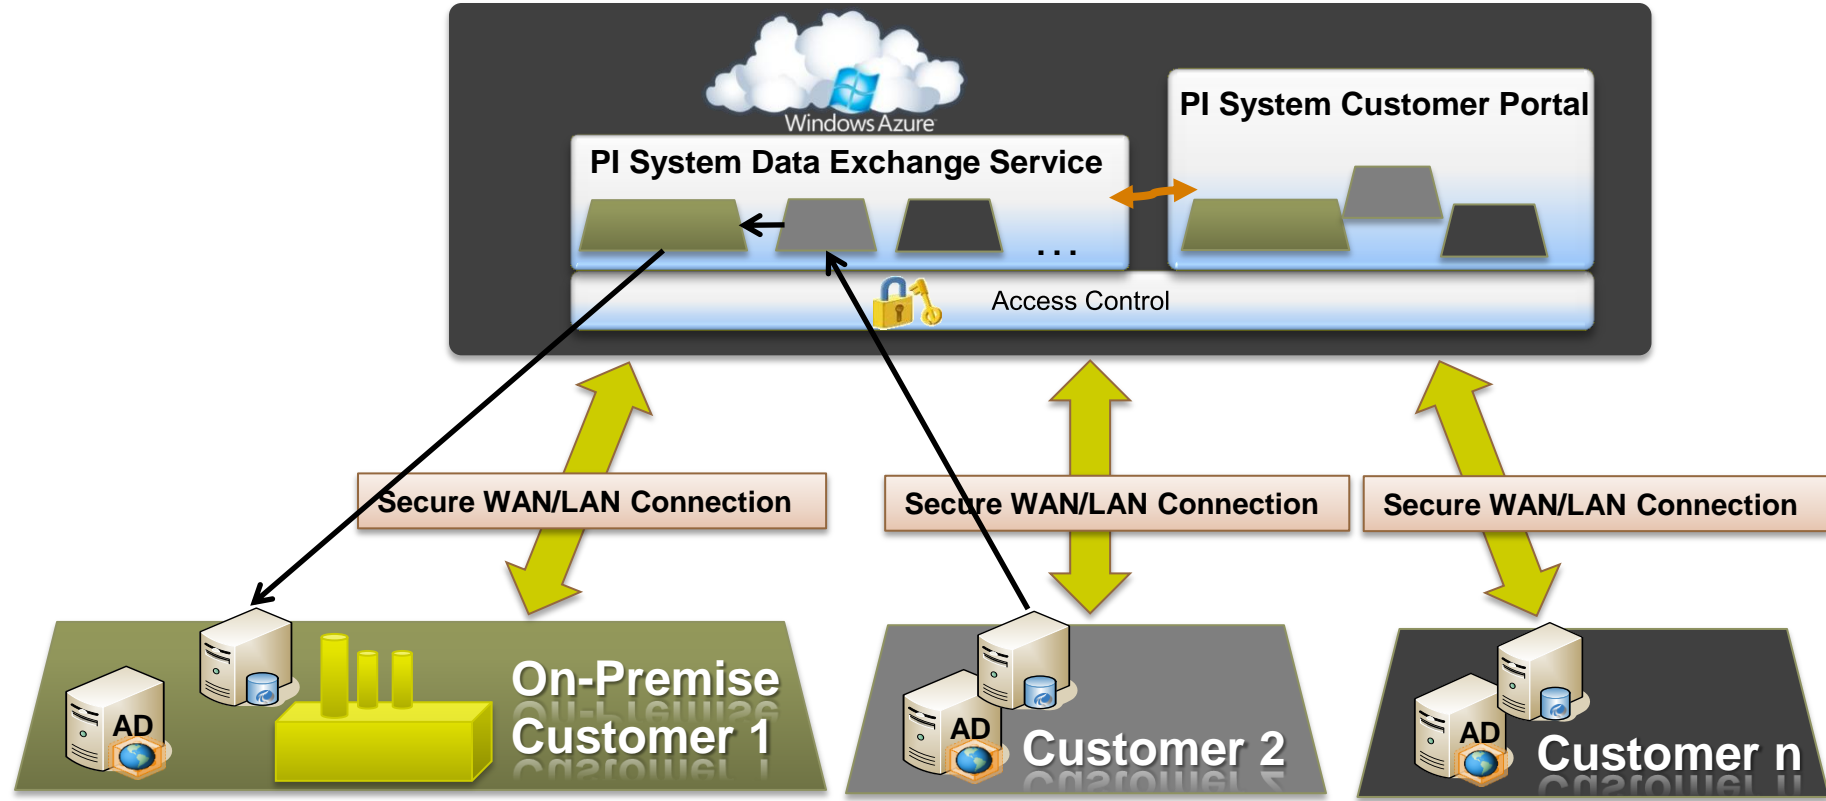 Windows Azure
PI System Customer Portal
PI System Data Exchange Service
...
Access Control
Secure WAN/LAN Connection
Secure WAN/LAN Connection
Secure WAN/LAN Connection
AD
On-Premise
Customer 1
AD
Customer 2
AD
Customer n